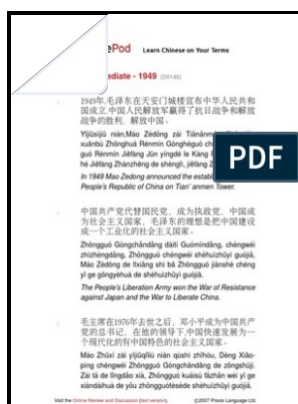 ePod Learn Chinese on Your Terms
ediate - 1949 (D0140)
1949年,毛泽东在天安门城楼宣布中华人民共和
国成立,中国人民解放军赢得了抗日战争和解放
战争的胜利,解放中国。
Yījiǔsìjiǔ nián,Máo Zédōng zài Tiānānm
xuānbù Zhōnghuá Rénmín Gònghéguó ch
guó Rénmín Jiěfàng Jūn yíngdé le Kàng
hé Jiěfàng Zhànzhēng de shènglì, jiěfàng Z
In 1949 Mao Zedong announced the establ
People's Republic of China on Tian' anmen Tower.
中国共产党代替国民党,成为执政党,中国成
为社会主义国家,毛泽东的理想是把中国建设
成一个工业化的社会主义国家。
Zhōngguó Gòngchǎndǎng dàitì Guómíndǎng, chéngwéi
zhízhèngdǎng, Zhōngguó chéngwéi shèhuìzhǔyì guójiā,
Máo Zédōng de lǐxiǎng shì bǎ Zhōngguó jiànshè chéng
yí ge gōngyèhuà de shèhuìzhǔyì guójiā.
The People's Liberation Army won the War of Resistance
against Japan and the War to Liberate China.
毛主席在1976年去世之后,邓小平成为中国共产
党的总书记,在他的领导下,中国快速发展为一
个现代化的有中国特色的社会主义国家。
Máo Zhǔxí zài yījiǔqīliù nián qùshì zhīhòu, Dèng Xiǎo-
píng chéngwéi Zhōngguó Gòngchǎndǎng de zǒngshūjì.
Zài tā de lǐngdǎo xià, Zhōngguó kuàisù fāzhǎn wéi yí ge
xiàndàihuà de yǒu zhōngguótèsède shèhuìzhǔyì guójiā.
Visit the Online Review and Discussion (text version). ©2007 Praxis Language Ltd.
PDF